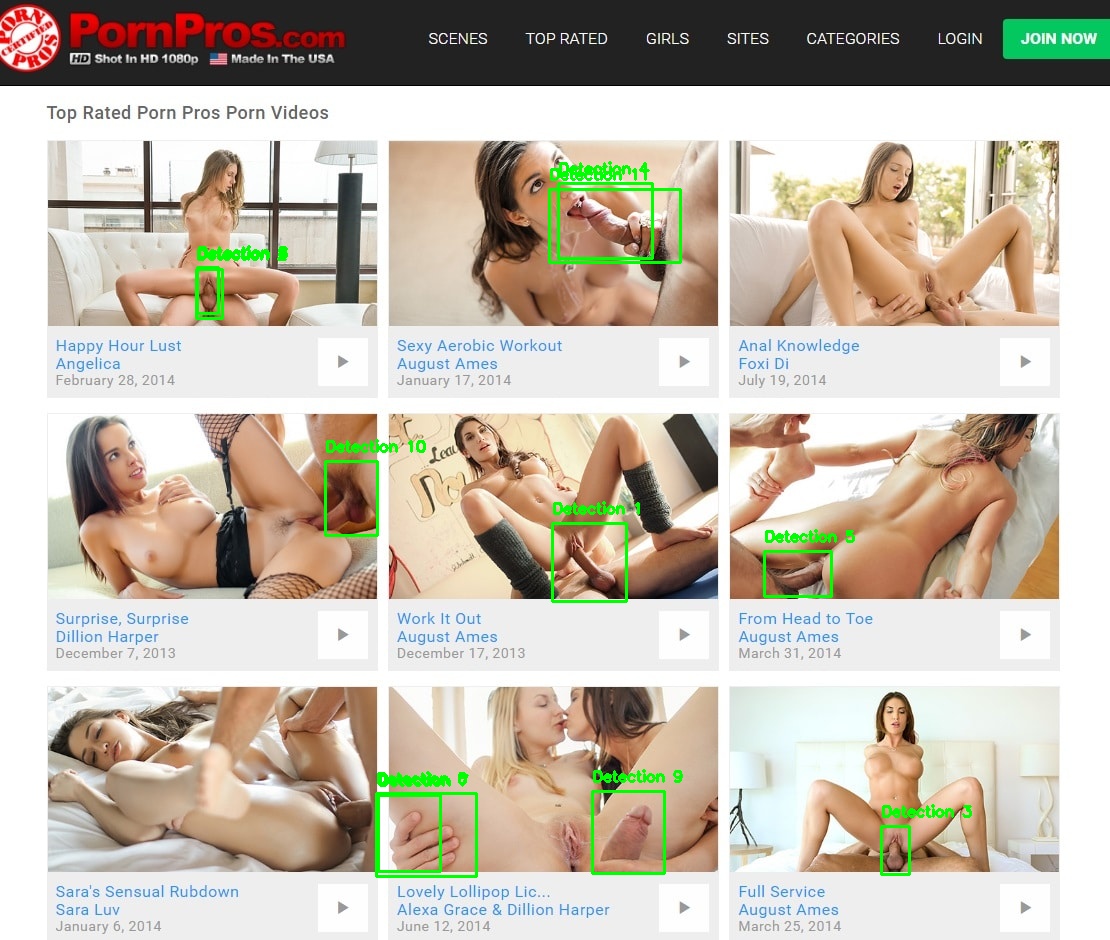 PORN CERTIFIED PROS
PornPros.com
HD Shot In HD 1080p Made In The USA
SCENES TOP RATED GIRLS SITES CATEGORIES LOGIN JOIN NOW
Top Rated Porn Pros Porn Videos
Detection 4
Detection 11
Happy Hour Lust
Angelica
February 28, 2014
Sexy Aerobic Workout
August Ames
January 17, 2014
Anal Knowledge
Foxi Di
July 19, 2014
Detection 10
Detection 1
Detection 5
Surprise, Surprise
Dillion Harper
December 7, 2013
Work It Out
August Ames
December 17, 2013
From Head to Toe
August Ames
March 31, 2014
Detection
Detection 9
Detection 3
Sara's Sensual Rubdown
Sara Luv
January 6, 2014
Lovely Lollipop Lic...
Alexa Grace & Dillion Harper
June 12, 2014
Full Service
August Ames
March 25, 2014